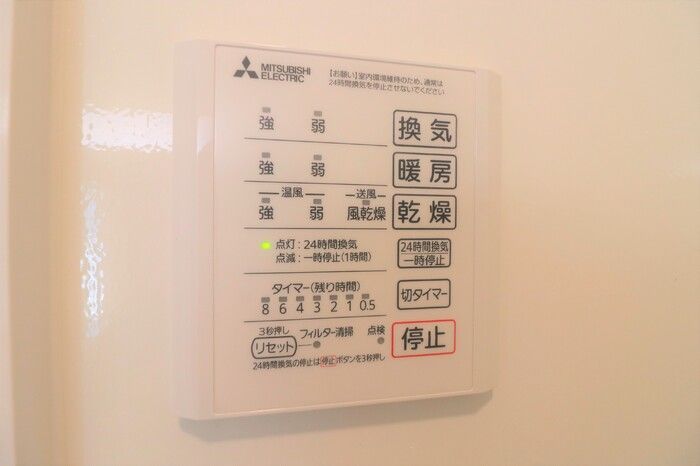 MITSUBISHI
ELECTRIC
【お願い】室内環境維持のため、通常は
24時間換気を停止させないでください
強 弱 換気
強 弱 暖房
温風 送風
強 弱 風乾燥 乾燥
点灯:24時間換気
点滅:一時停止(1時間)
24時間換気
一時停止
タイマー(残り時間)
8 6 4 3 2 1 0.5
切タイマー
3秒押し
リセット フィルター清掃 点検
停止
24時間換気の停止は停止ボタンを3秒押し